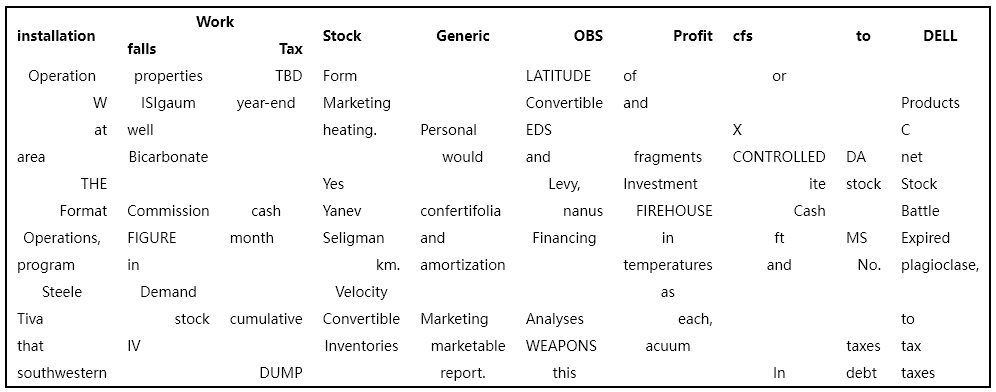 Work
installation Stock Generic OBS Profit cfs to DELL
falls Tax
Operation properties TBD Form LATITUDE of or
W ISIgaum year-end Marketing Convertible and Products
at well heating. Personal EDS X C
area Bicarbonate would and fragments CONTROLLED DA net
THE Yes Levy, Investment ite stock Stock
Format Commission cash Yanev confertifolia nanus FIREHOUSE Cash Battle
Operations, FIGURE month Seligman and Financing in ft MS Expired
program in km. amortization temperatures and No. plagioclase,
Steele Demand Velocity as
Tiva stock cumulative Convertible Marketing Analyses each, to
that IV Inventories marketable WEAPONS acuum taxes tax
southwestern DUMP report. this In debt taxes